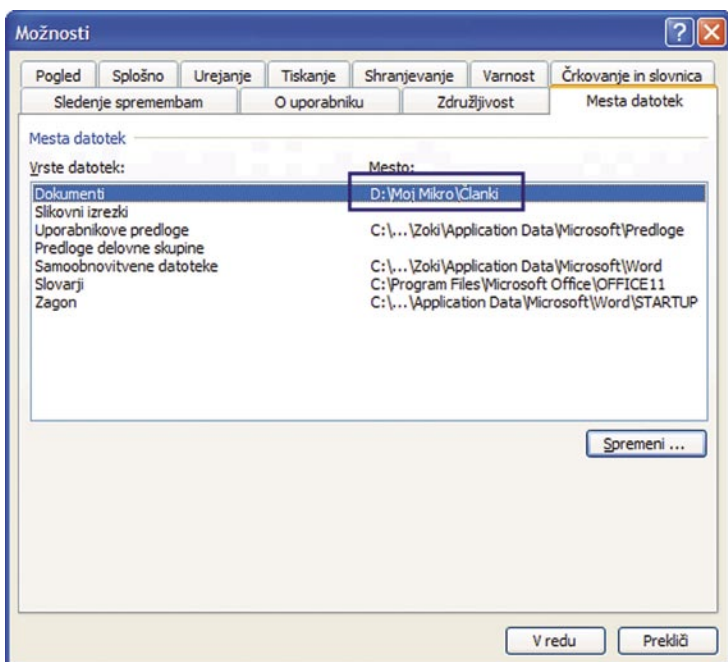 Možnosti
Pogled Splošno Urejanje Tiskanje Shranjevanje Varnost Črkovanje in slovnica
Sledenje spremembam O uporabniku Združljivost Mesta datotek
Mesta datotek
Vrste datotek: Mesto:
Dokumenti D:\Moj Mikro\Članki
Slikovni izrezki
Uporabnikove predloge C:\...\Zoki\Application Data\Microsoft\Predloge
Predloge delovne skupine
Samoobnovitvene datoteke C:\...\Zoki\Application Data\Microsoft\Word
Slovarji C:\Program Files\Microsoft Office\OFFICE11
Zagon C:\...\Application Data\Microsoft\Word\STARTUP
Spremeni ...
V redu Prekliči